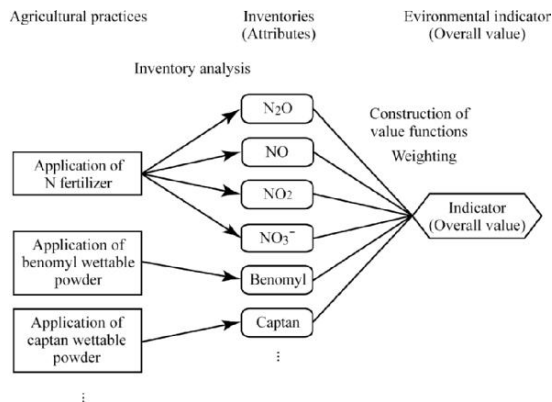 Agricultural practices
Inventories
(Attributes)
Evironmental indicator
(Overall value)
Inventory analysis
Construction of
value functions
Weighting
Application of
N fertilizer
Application of
benomyl wettable
powder
Application of
captan wettable
powder
⋮
N₂O
NO
NO₂
NO₃⁻
Benomyl
Captan
⋮
Indicator
(Overall value)